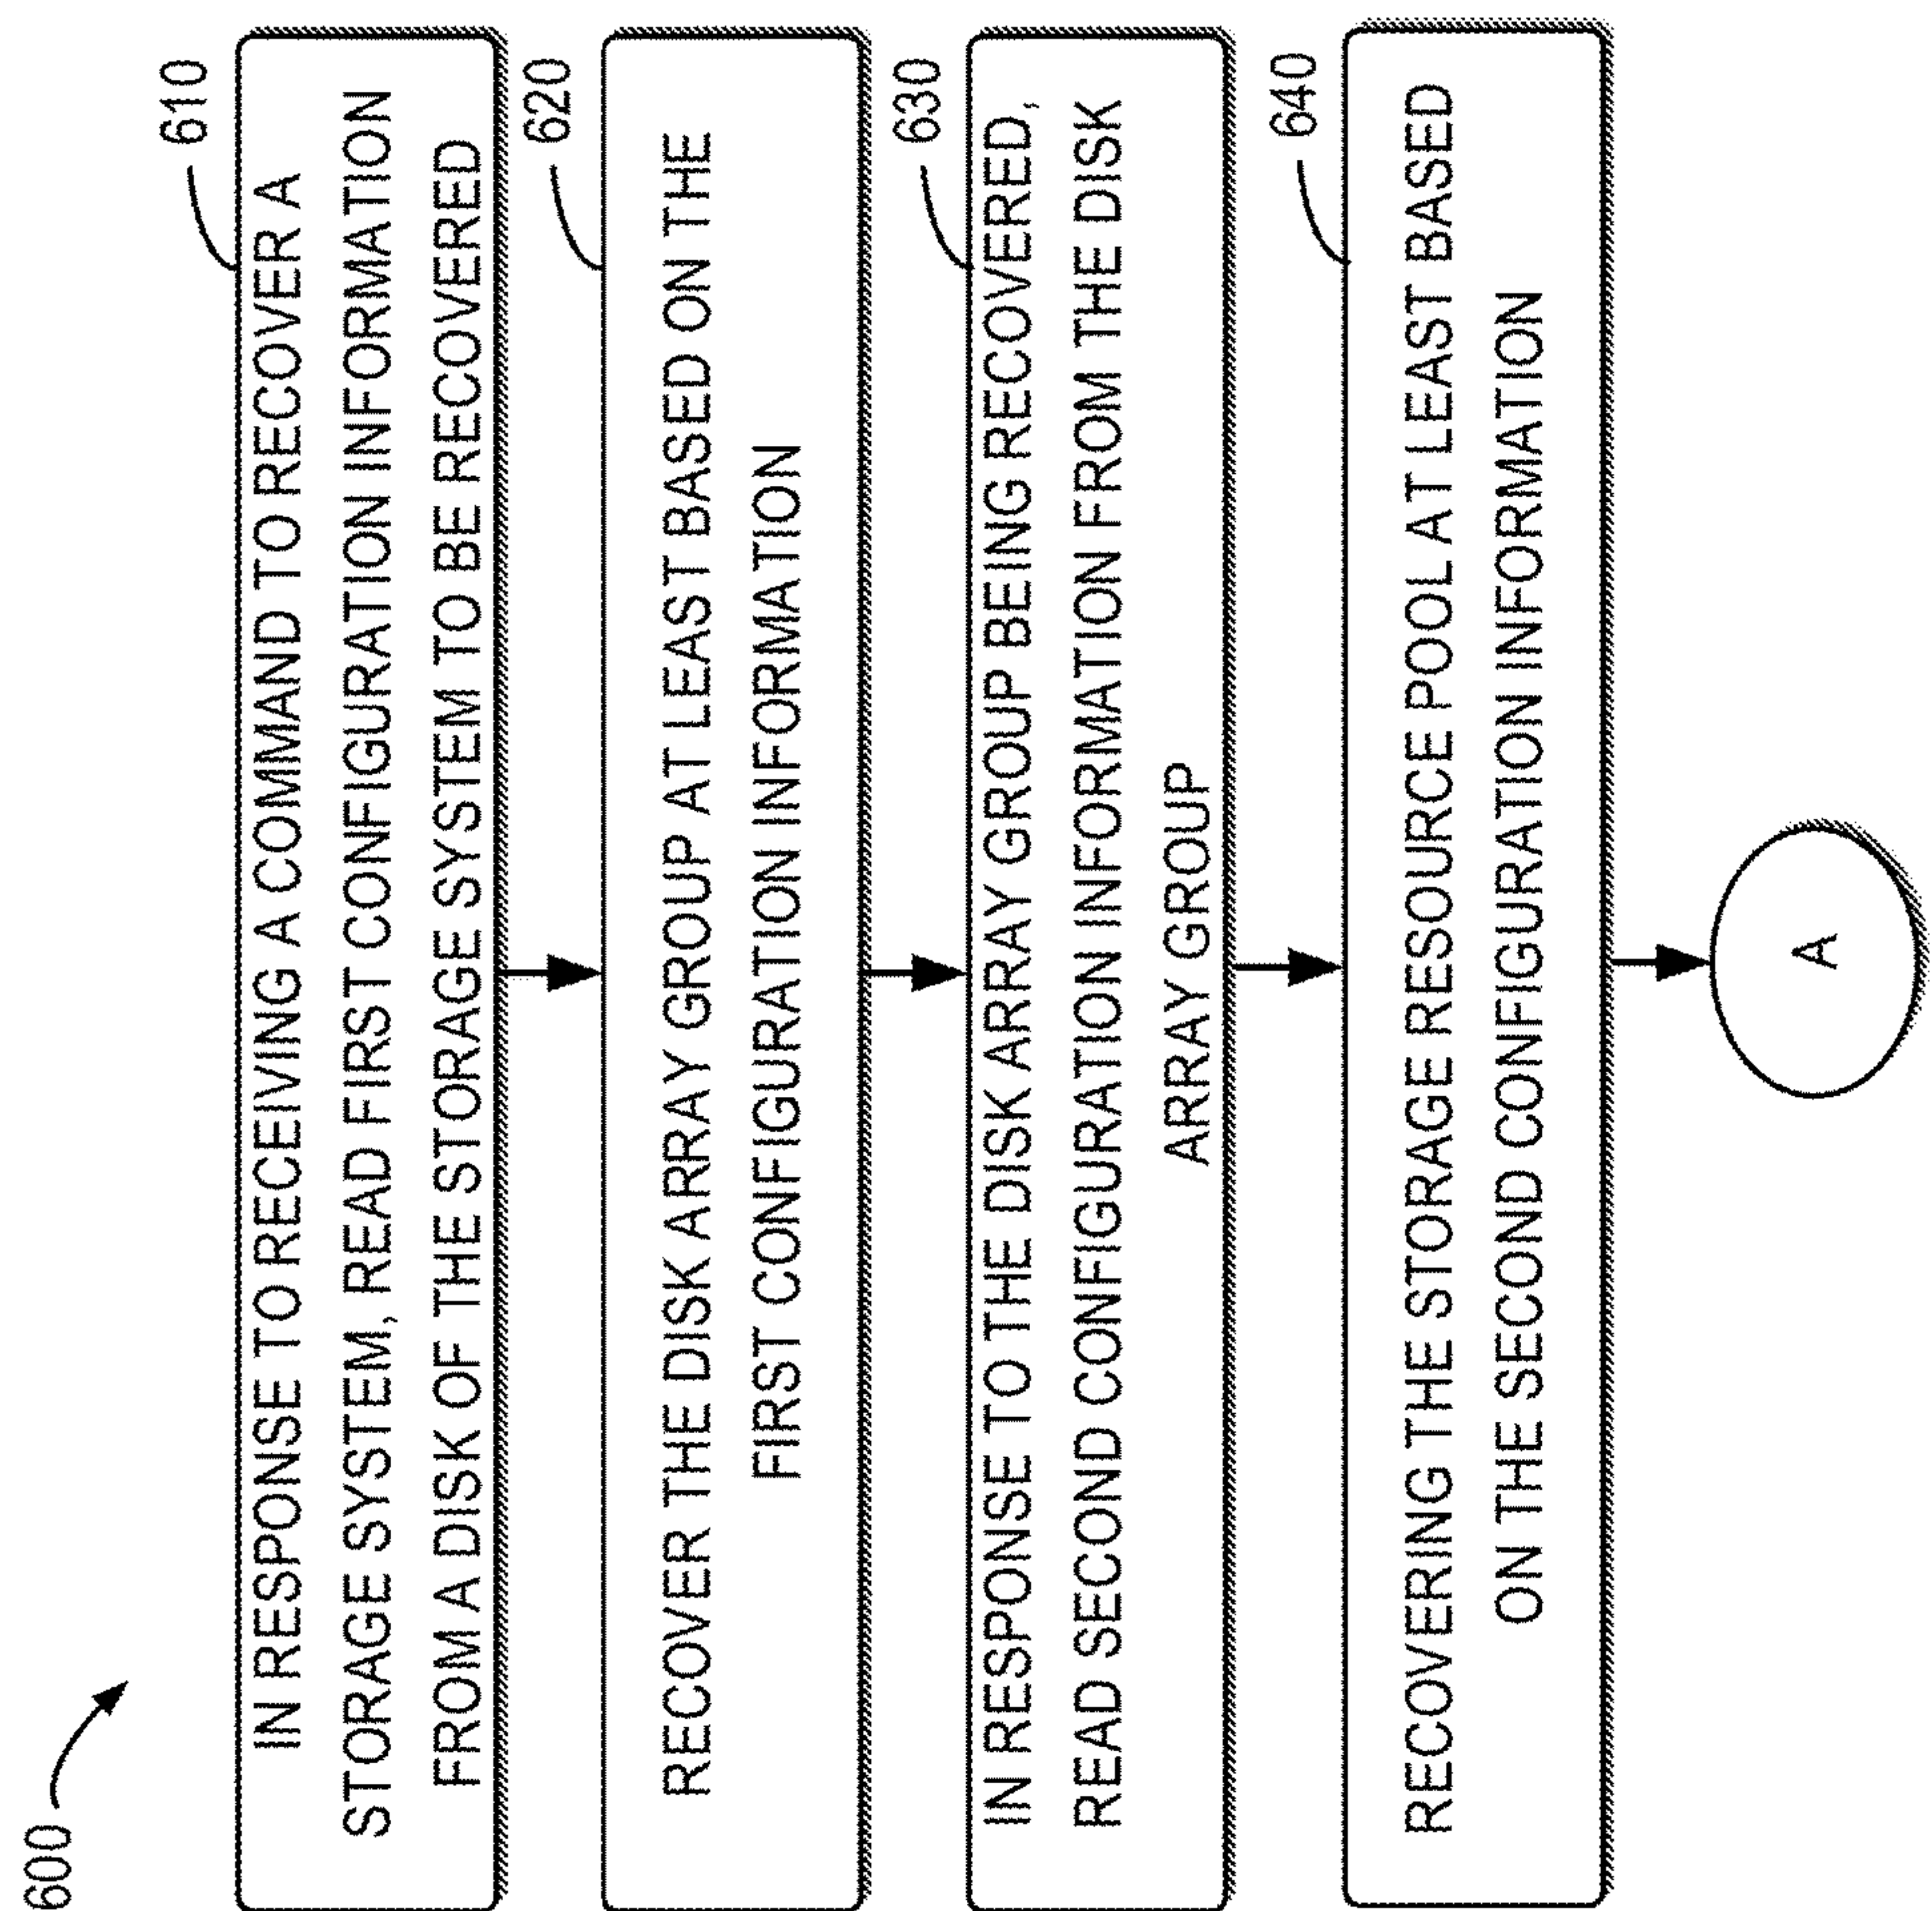 600
610
IN RESPONSE TO RECEIVING A COMMAND TO RECOVER A
STORAGE SYSTEM, READ FIRST CONFIGURATION INFORMATION
FROM A DISK OF THE STORAGE SYSTEM TO BE RECOVERED
620
RECOVER THE DISK ARRAY GROUP AT LEAST BASED ON THE
FIRST CONFIGURATION INFORMATION
630
IN RESPONSE TO THE DISK ARRAY GROUP BEING RECOVERED,
READ SECOND CONFIGURATION INFORMATION FROM THE DISK
ARRAY GROUP
640
RECOVERING THE STORAGE RESOURCE POOL AT LEAST BASED
ON THE SECOND CONFIGURATION INFORMATION
A